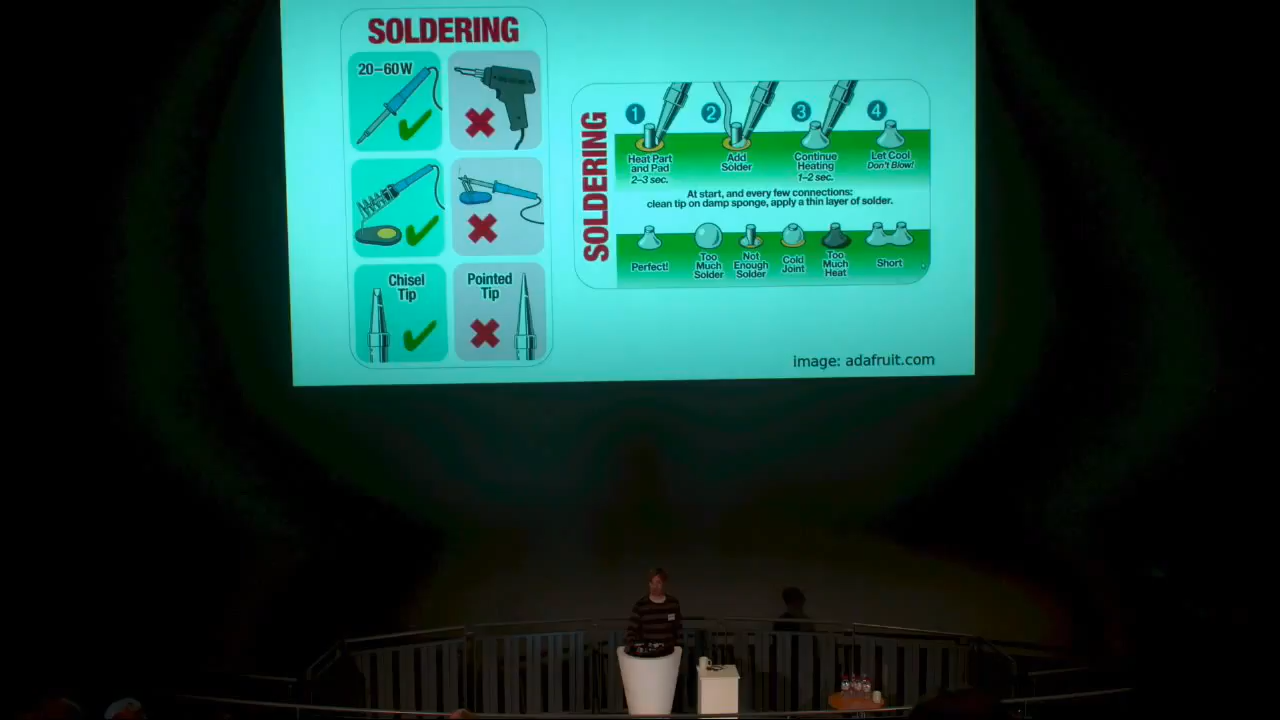 SOLDERING
20–60W
Chisel
Tip
Pointed
Tip
SOLDERING
1
2
3
4
Heat Part
and Pad
2–3 sec.
Add
Solder
Continue
Heating
1–2 sec.
Let Cool
Don't Blow!
At start, and every few connections:
clean tip on damp sponge, apply a thin layer of solder.
Perfect!
Too
Much
Solder
Not
Enough
Solder
Cold
Joint
Too
Much
Heat
Short
image: adafruit.com